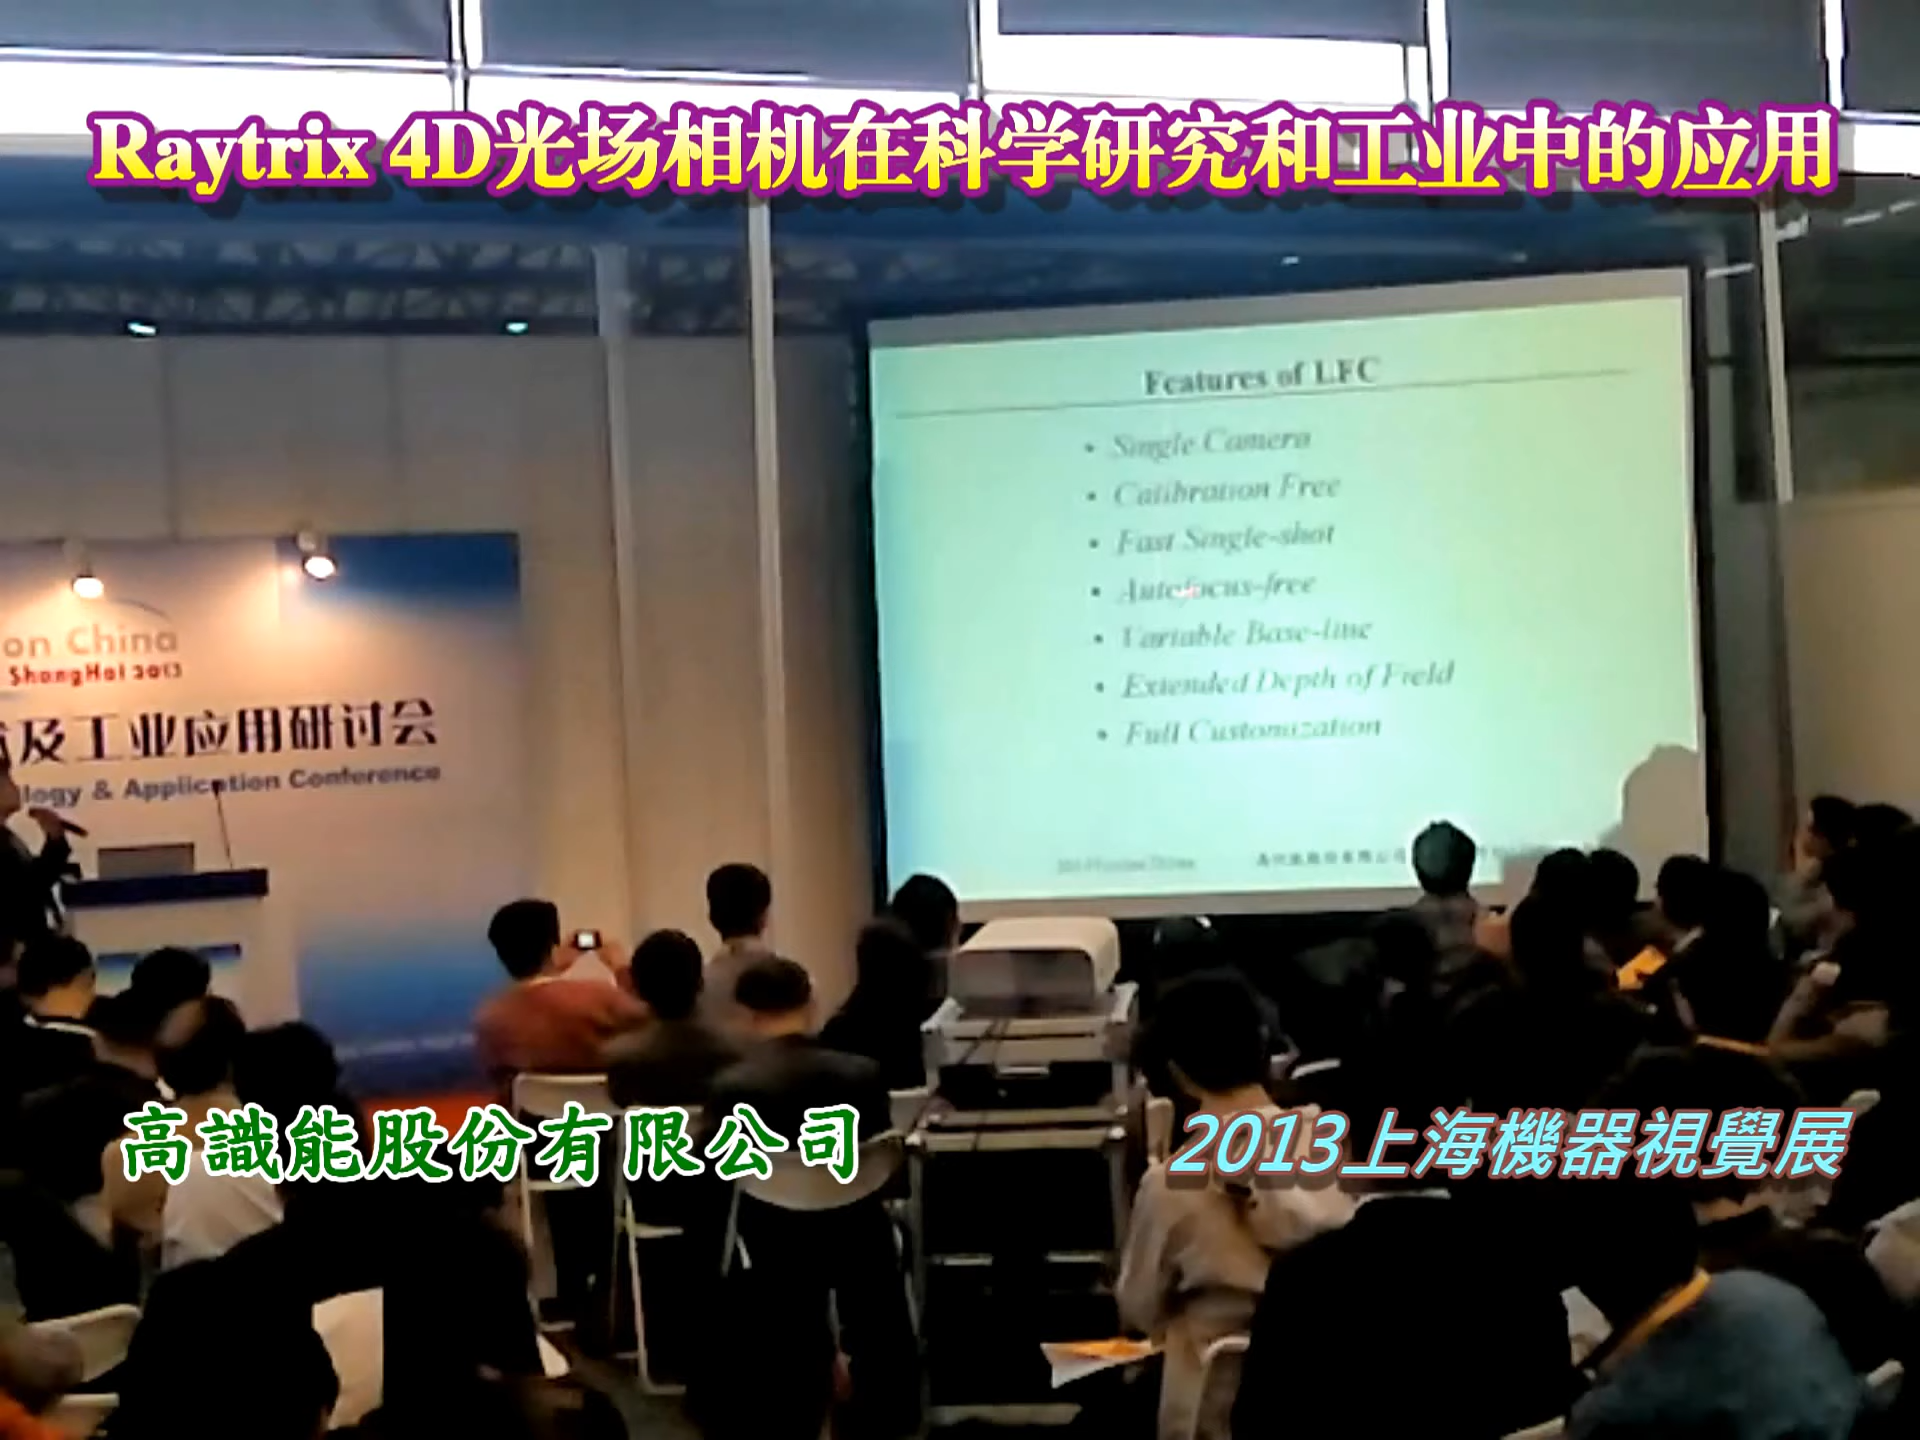 Raytrix 4D光场相机在科学研究和工业中的应用
Features of LFC
• Single Camera
• Calibration Free
• Fast Single-shot
• Autofocus-free
• Variable Base-line
• Extended Depth of Field
• Full Customization
on China
ShangHai 2013
及工业应用研讨会
logy & Application Conference
高識能股份有限公司
2013上海機器視覺展